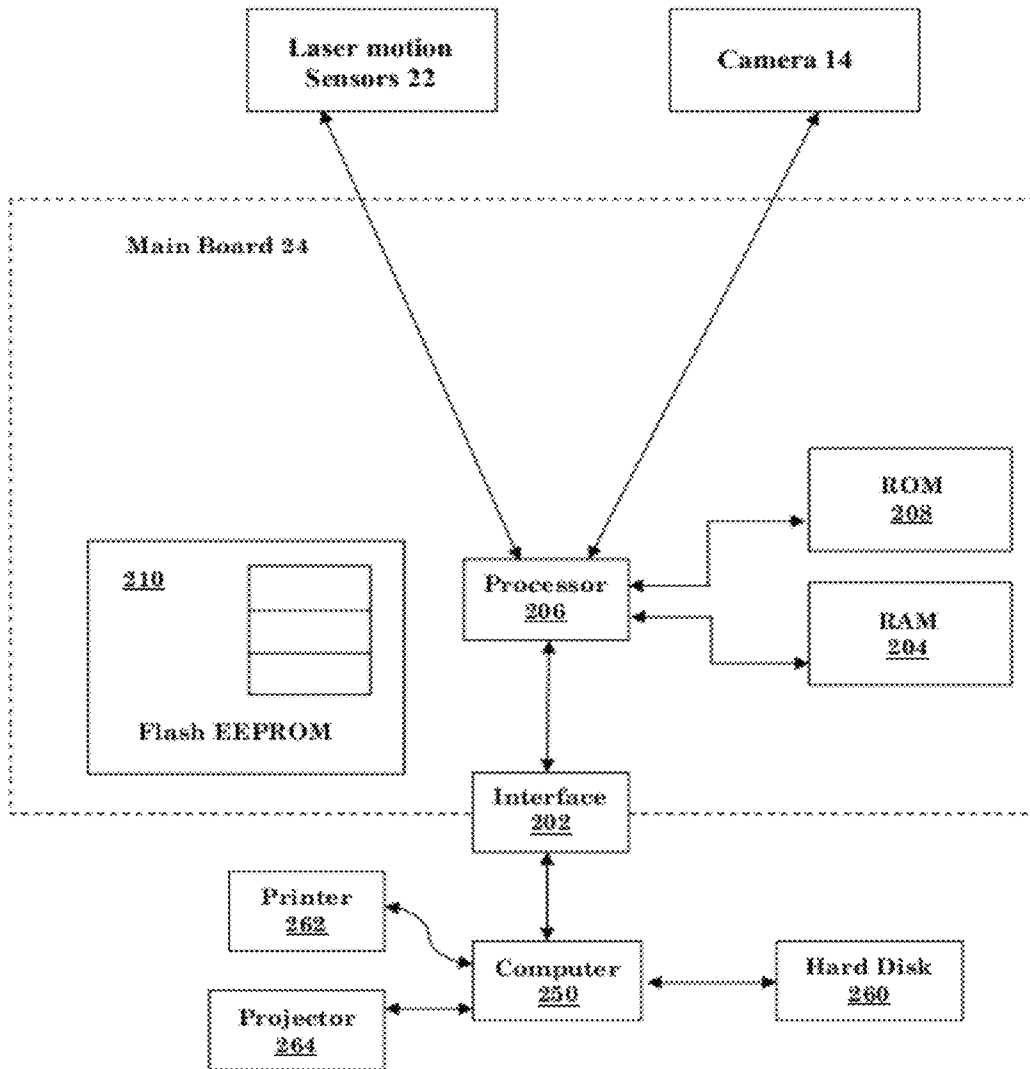 Laser motion
Sensors 22
Camera 14
Main Board 24
ROM
208
210
Processor
206
RAM
204
Flash EEPROM
Interface
202
Printer
262
Computer
250
Hard Disk
260
Projector
264